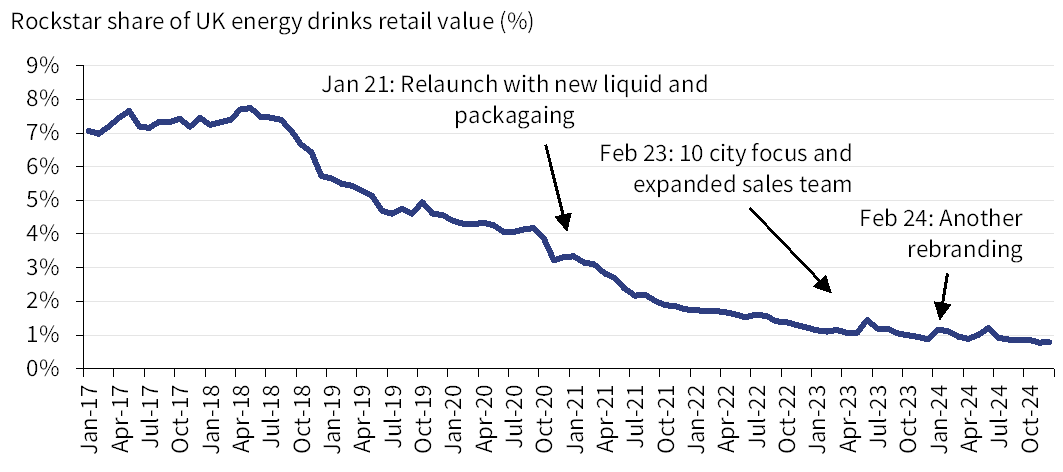 Rockstar share of UK energy drinks retail value (%)
9%
8%
7%
6%
5%
4%
3%
2%
1%
0%
Jan 21: Relaunch with new liquid and
packagaing
Feb 23: 10 city focus and
expanded sales team
Feb 24: Another
rebranding
Jan-17
Apr-17
Jul-17
Oct-17
Jan-18
Apr-18
Jul-18
Oct-18
Jan-19
Apr-19
Jul-19
Oct-19
Jan-20
Apr-20
Jul-20
Oct-20
Jan-21
Apr-21
Jul-21
Oct-21
Jan-22
Apr-22
Jul-22
Oct-22
Jan-23
Apr-23
Jul-23
Oct-23
Jan-24
Apr-24
Jul-24
Oct-24